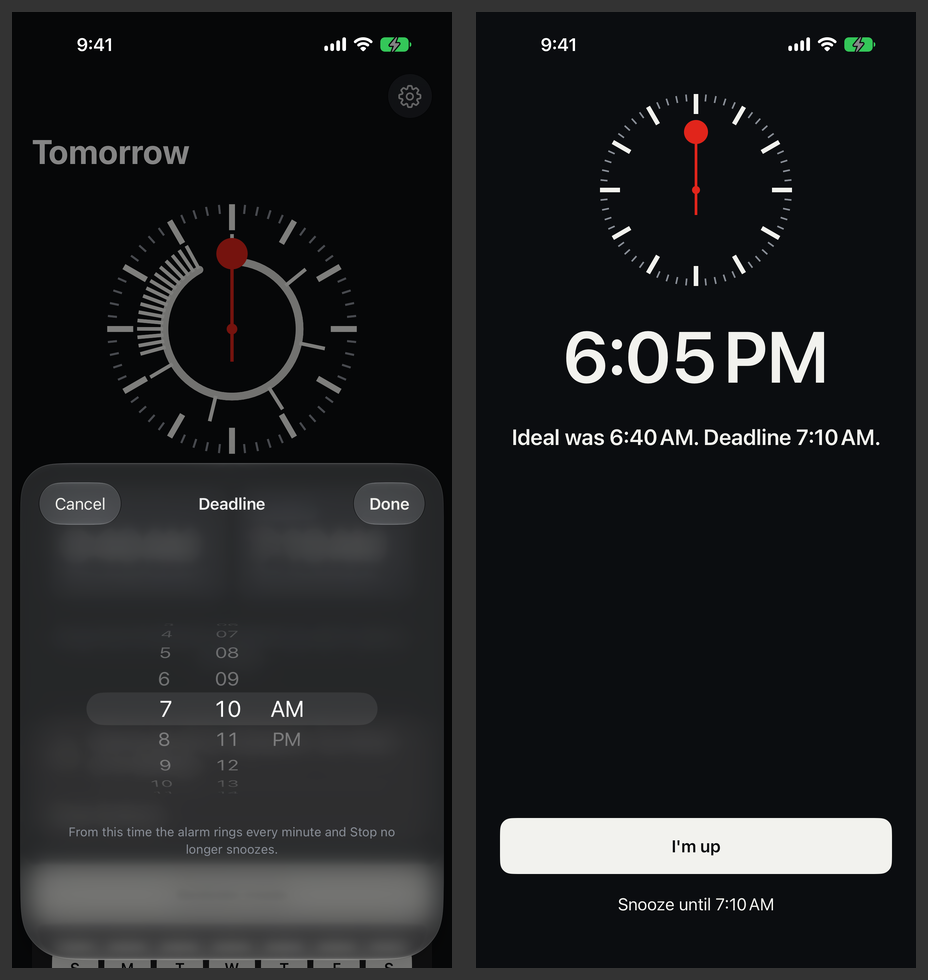 9:41
Tomorrow
Cancel
Deadline
Done
4 07
5 08
6 09
7 10 AM
8 11 PM
9 12
10 13
From this time the alarm rings every minute and Stop no
longer snoozes.
S M T W T F S
9:41
6:05 PM
Ideal was 6:40 AM. Deadline 7:10 AM.
I'm up
Snooze until 7:10 AM